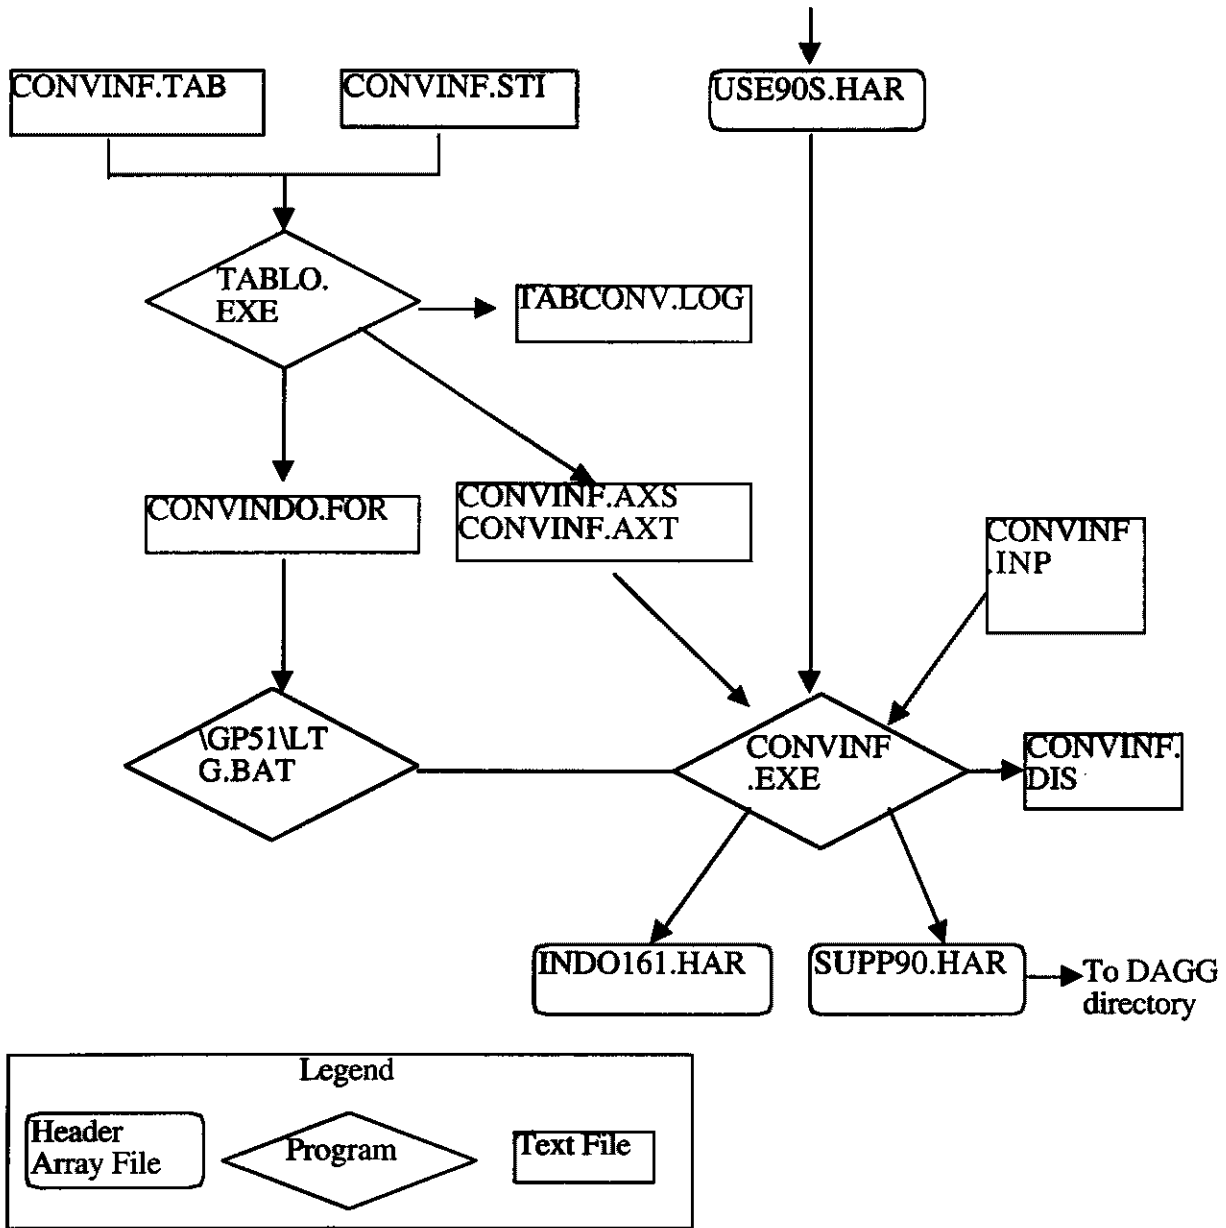 CONVINF.TAB
CONVINF.STI
USE90S.HAR
TABLO.
EXE
TABCONV.LOG
CONVINDO.FOR
CONVINF.AXS
CONVINF.AXT
CONVINF
.INP
\GP51\LT
G.BAT
CONVINF
.EXE
CONVINF.
DIS
INDO161.HAR
SUPP90.HAR
To DAGG
directory
Legend
Header
Array File
Program
Text File